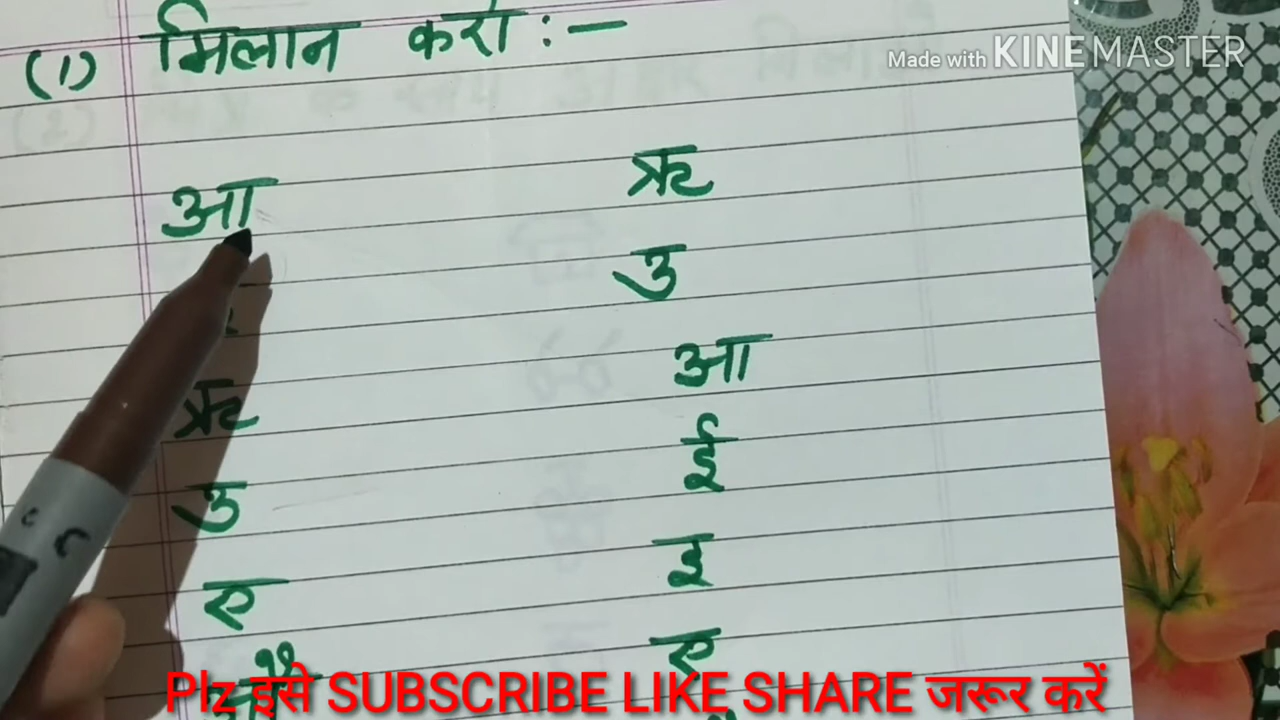 Made with KINEMASTER
(1) मिलान करो :-
आ ऋ
उ
ऋ आ
उ ई
ए इ
ए
Plz इसे SUBSCRIBE LIKE SHARE जरूर करें